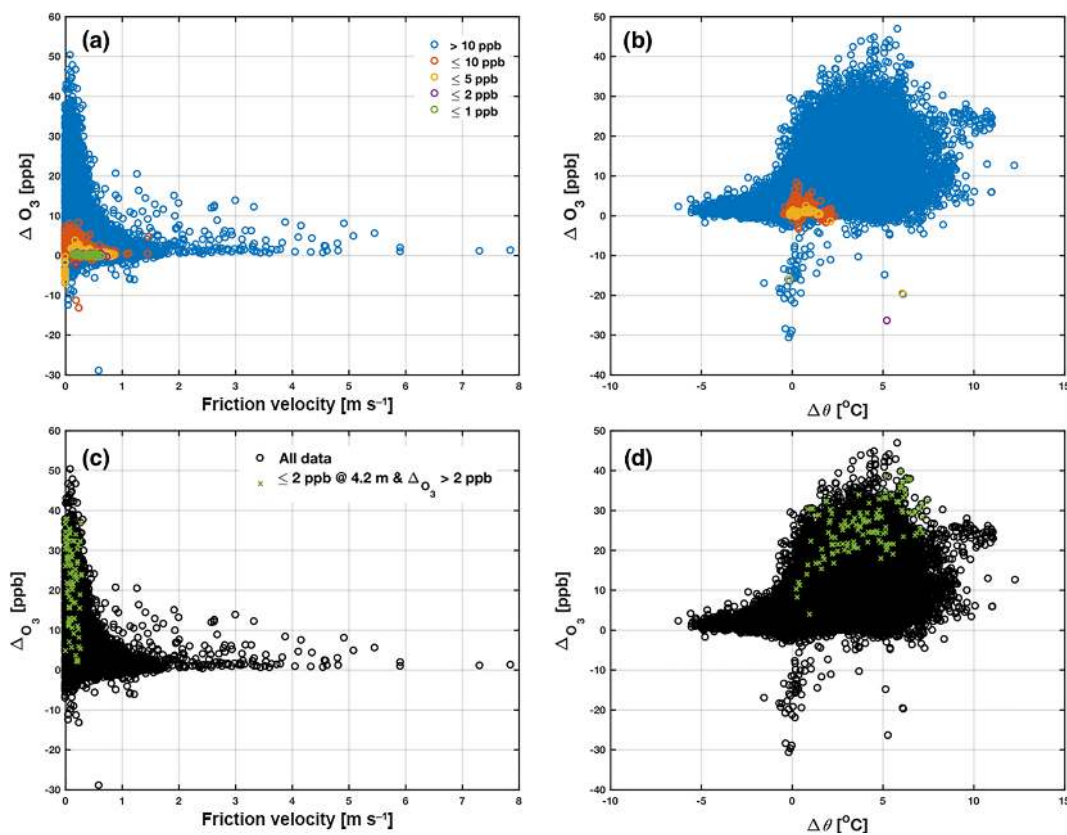 (a)
> 10 ppb
≤ 10 ppb
≤ 5 ppb
≤ 2 ppb
≤ 1 ppb
60
50
40
30
20
10
0
-10
-20
-30
Δ O3 [ppb]
0 1 2 3 4 5 6 7 8
Friction velocity [m s–1]
(b)
50
40
30
20
10
0
-10
-20
-30
-40
Δ O3 [ppb]
-10 -5 0 5 10 15
Δθ [oC]
(c)
All data
≤ 2 ppb @ 4.2 m & ΔO3 > 2 ppb
60
50
40
30
20
10
0
-10
-20
-30
ΔO3 [ppb]
0 1 2 3 4 5 6 7 8
Friction velocity [m s–1]
(d)
50
40
30
20
10
0
-10
-20
-30
-40
ΔO3 [ppb]
-10 -5 0 5 10 15
Δθ [oC]